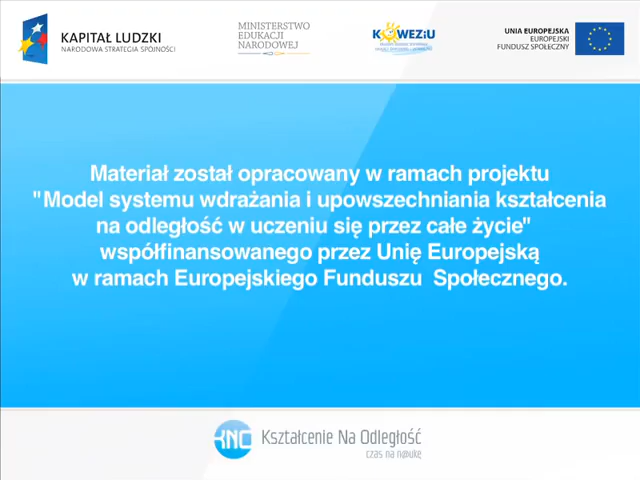 KAPITAŁ LUDZKI
NARODOWA STRATEGIA SPÓJNOŚCI
MINISTERSTWO
EDUKACJI
NARODOWEJ
KOWEZiU
UNIA EUROPEJSKA
EUROPEJSKI
FUNDUSZ SPOŁECZNY
Materiał został opracowany w ramach projektu
"Model systemu wdrażania i upowszechniania kształcenia
na odległość w uczeniu się przez całe życie"
współfinansowanego przez Unię Europejską
w ramach Europejskiego Funduszu Społecznego.
KNO Kształcenie Na Odległość
czas na naukę